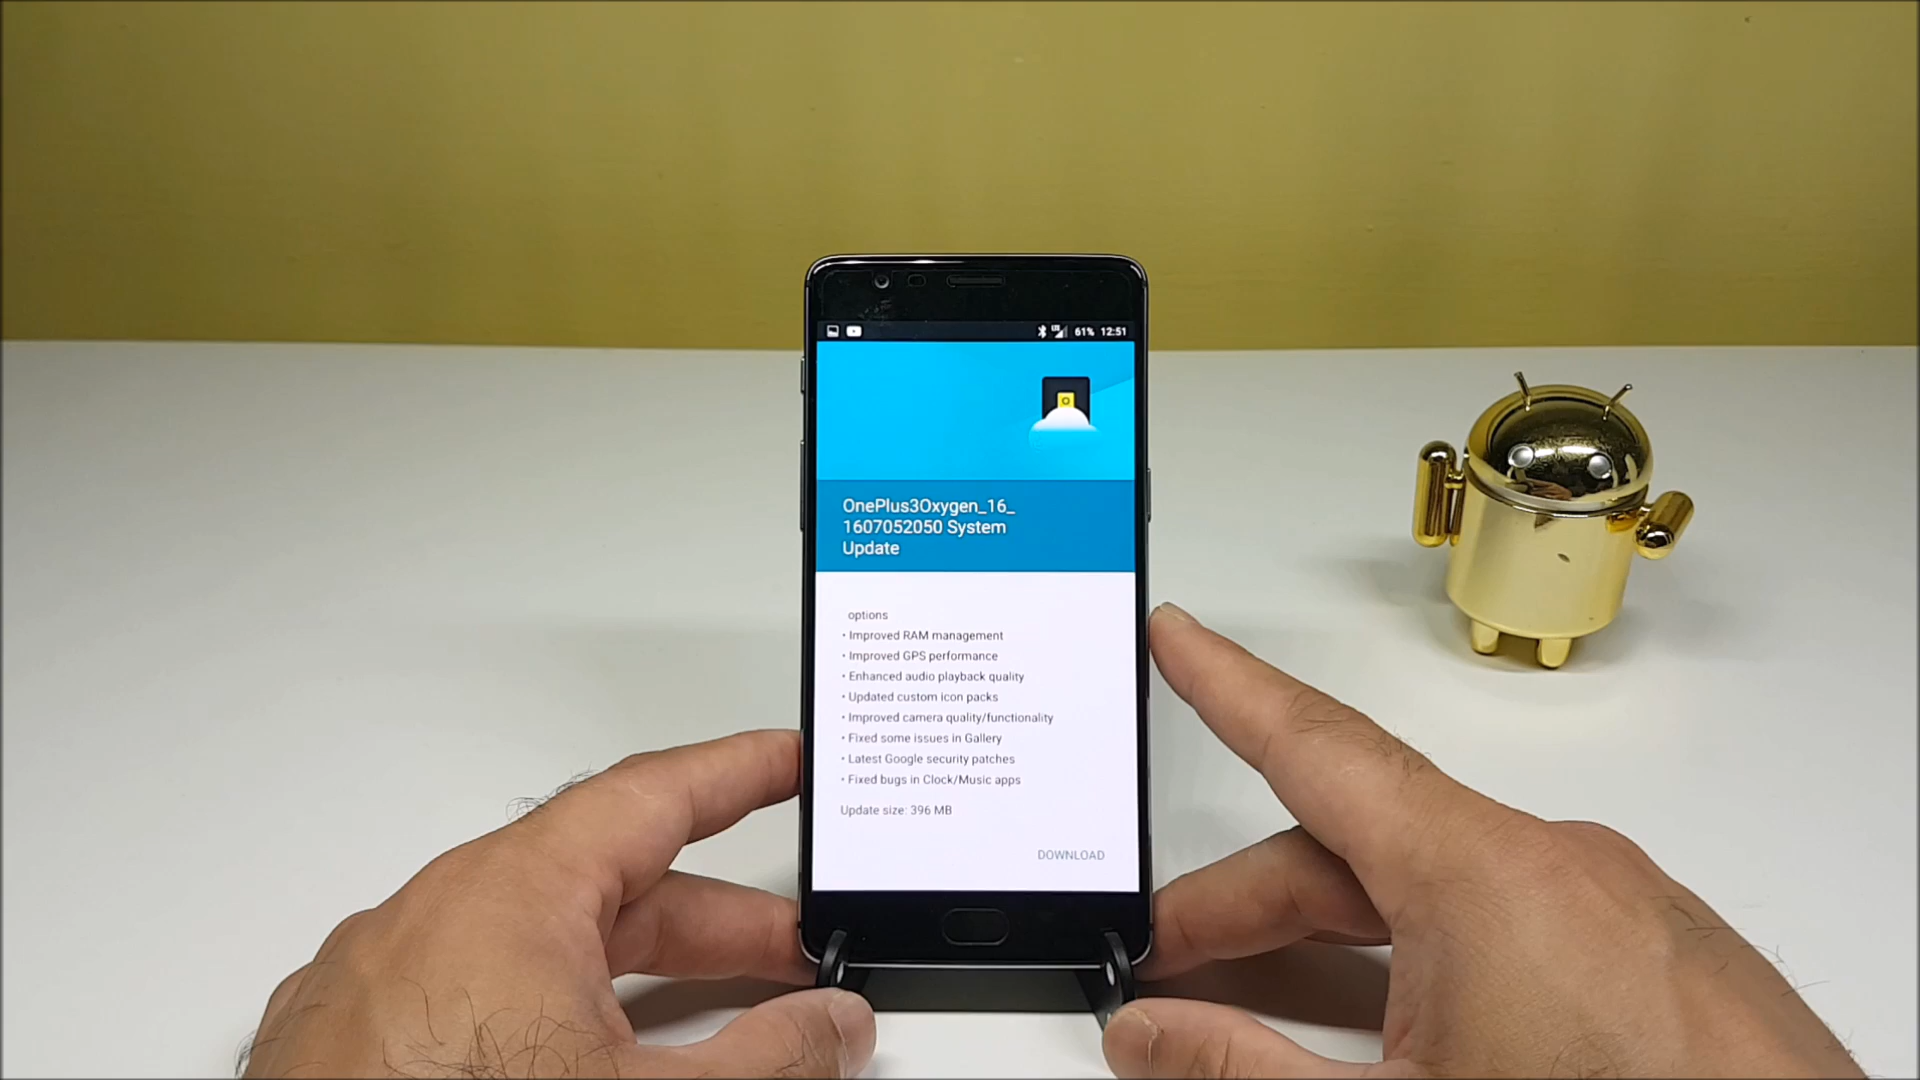 LTE 61% 12:51
OnePlus3Oxygen_16_
1607052050 System
Update
options
• Improved RAM management
• Improved GPS performance
• Enhanced audio playback quality
• Updated custom icon packs
• Improved camera quality/functionality
• Fixed some issues in Gallery
• Latest Google security patches
• Fixed bugs in Clock/Music apps
Update size: 396 MB
DOWNLOAD